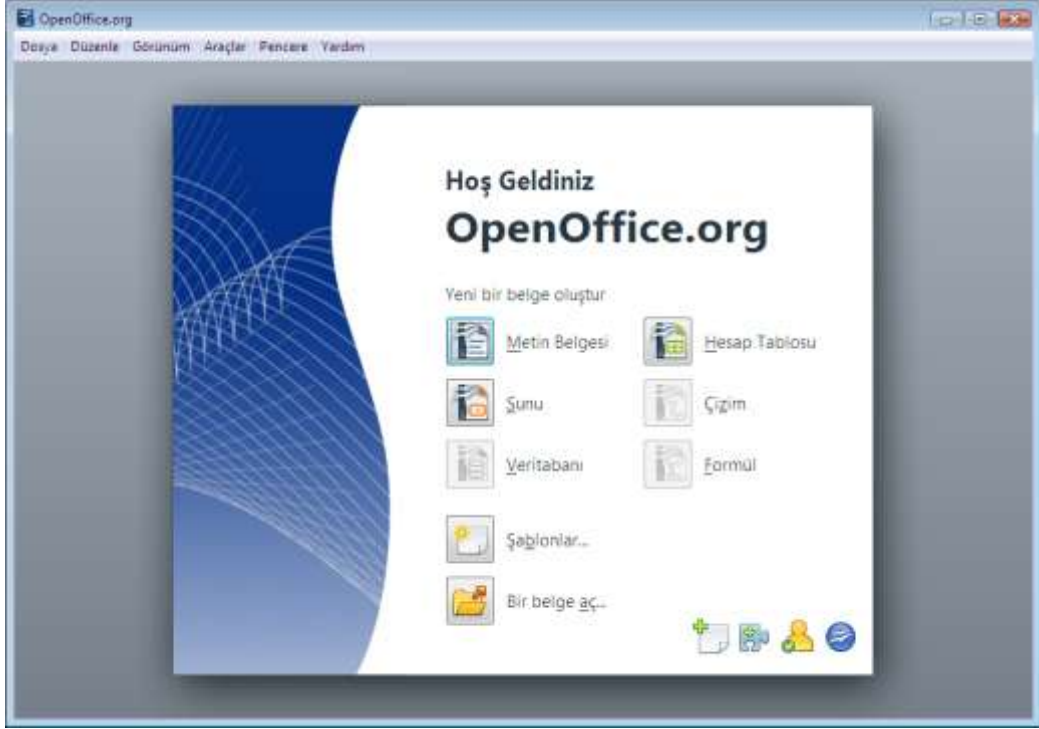 OpenOffice.org
Dosya Düzenle Görünüm Araçlar Pencere Yardım
Hoş Geldiniz
OpenOffice.org
Yeni bir belge oluştur
Metin Belgesi Hesap Tablosu
Sunu Çizim
Veritabanı Formül
Şablonlar...
Bir belge aç...